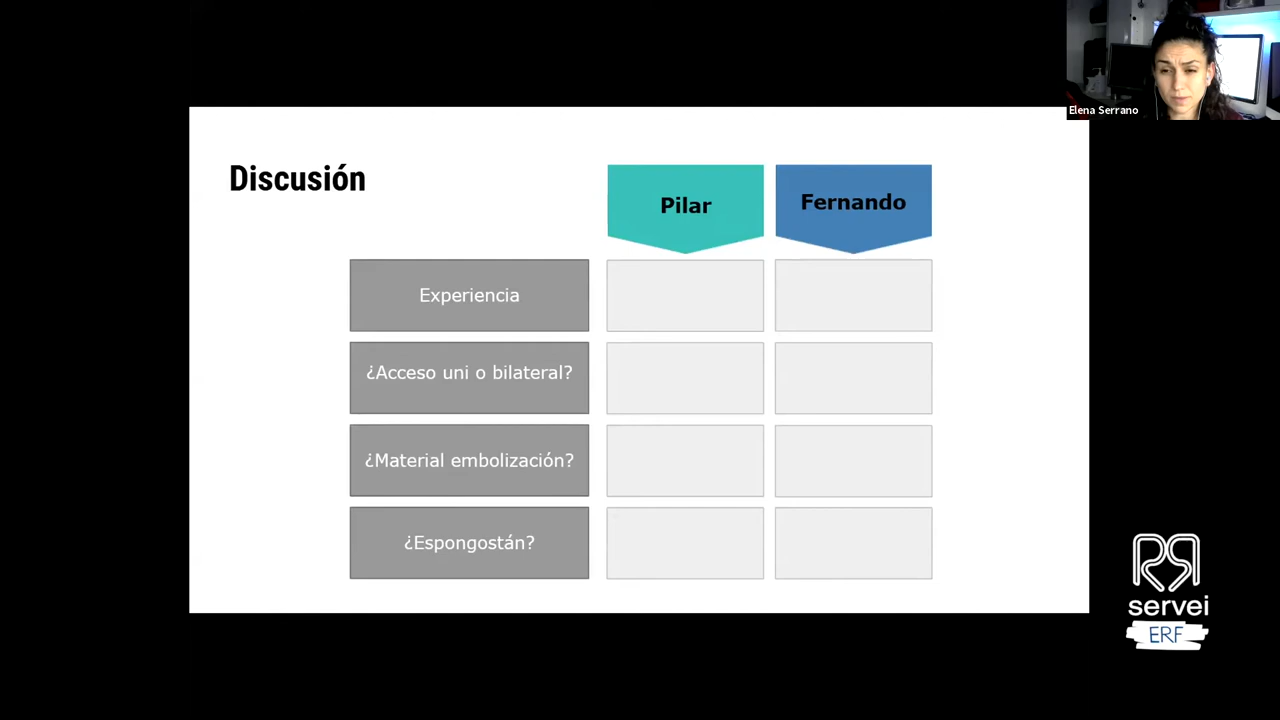 Elena Serrano
Discusión
Pilar
Fernando
Experiencia
¿Acceso uni o bilateral?
¿Material embolización?
¿Espongostán?
servei
ERF